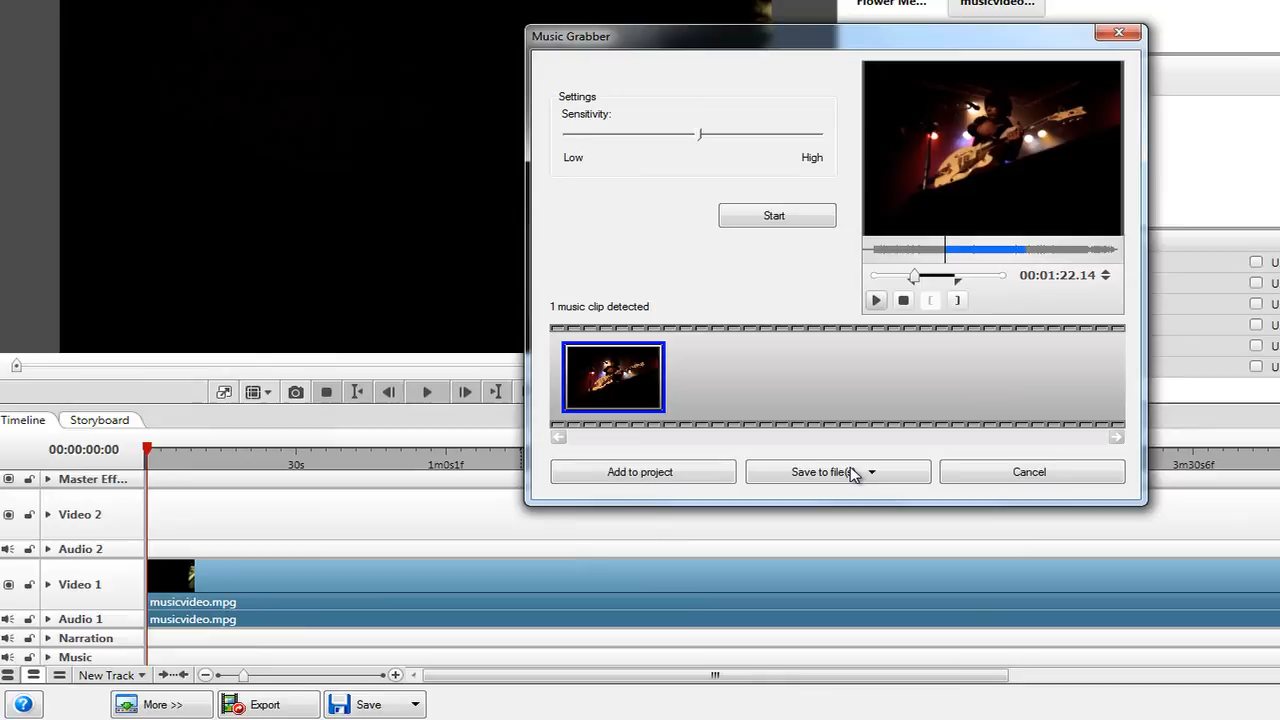 Flower Me...
musicvideo...
Music Grabber
Settings
Sensitivity:
Low
High
Start
00:01:22.14
1 music clip detected
Add to project
Save to file(s)
Cancel
U
U
U
U
U
U
Timeline
Storyboard
00:00:00:00
30s
1m0s1f
3m30s6f
Master Eff...
Video 2
Audio 2
Video 1
musicvideo.mpg
Audio 1
musicvideo.mpg
Narration
Music
New Track
More >>
Export
Save